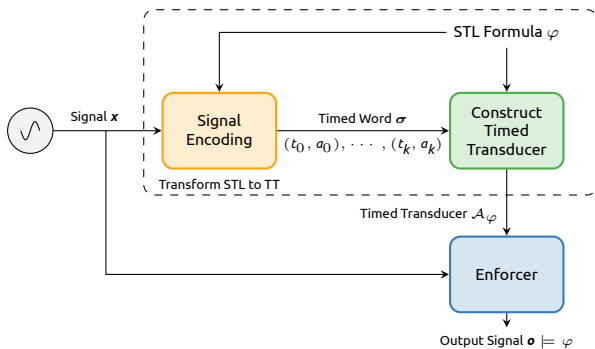 STL Formula φ
Signal x
Signal
Encoding
Timed Word σ
(t₀, a₀), · · · , (tₖ, aₖ)
Construct
Timed
Transducer
Transform STL to TT
Timed Transducer 𝒜φ
Enforcer
Output Signal o ⊨ φ